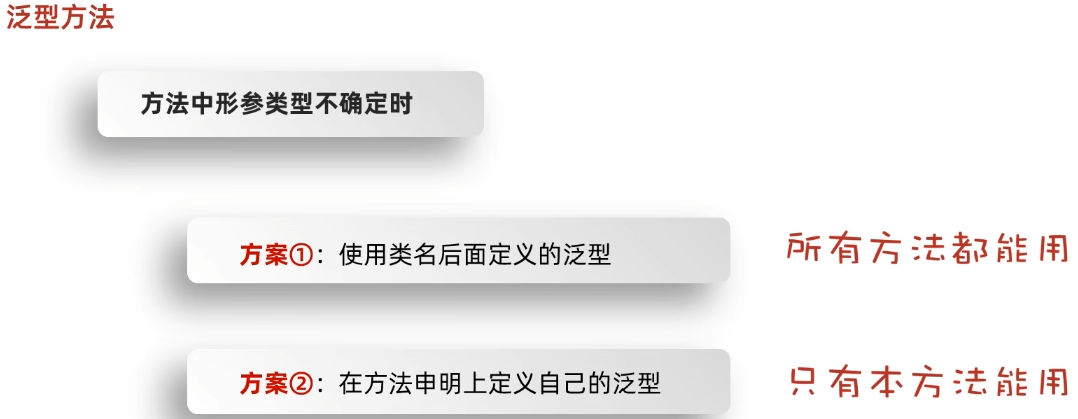 泛型方法
方法中形参类型不确定时
方案①：使用类名后面定义的泛型
所有方法都能用
方案②：在方法申明上定义自己的泛型
只有本方法能用